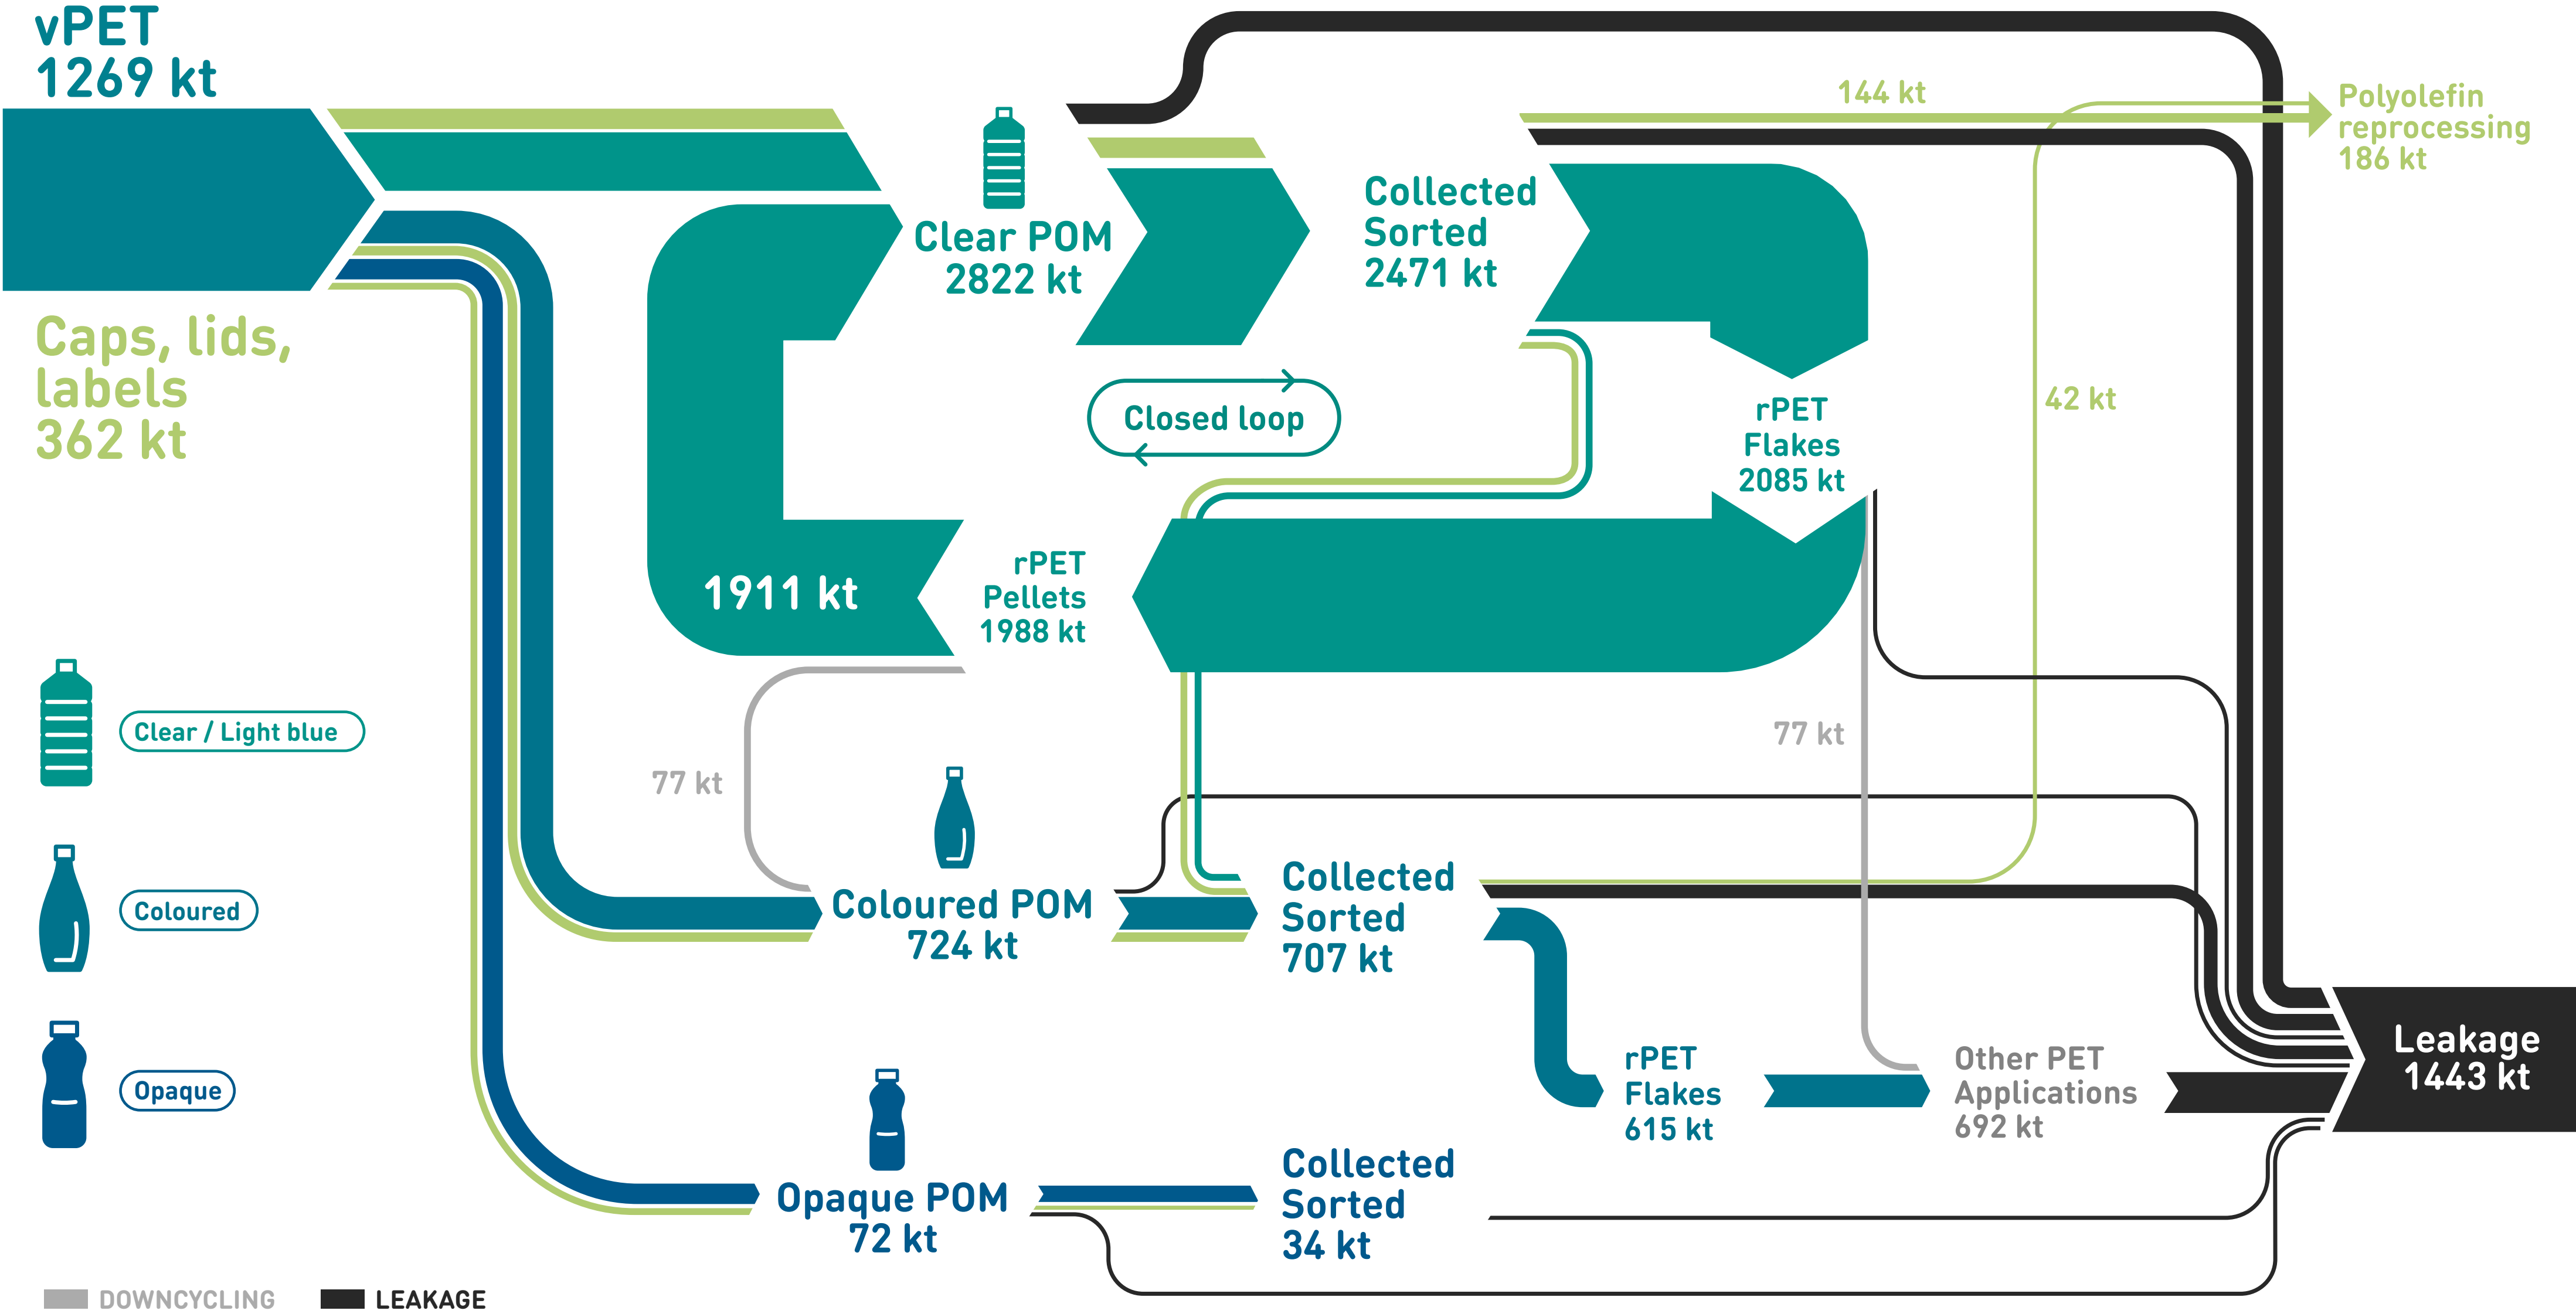 vPET
1269 kt
Caps, lids,
labels
362 kt
Clear POM
2822 kt
Collected
Sorted
2471 kt
144 kt
Polyolefin
reprocessing
186 kt
Closed loop
rPET
Flakes
2085 kt
42 kt
1911 kt
rPET
Pellets
1988 kt
Clear / Light blue
77 kt
77 kt
Coloured
Coloured POM
724 kt
Collected
Sorted
707 kt
Opaque
rPET
Flakes
615 kt
Other PET
Applications
692 kt
Leakage
1443 kt
Opaque POM
72 kt
Collected
Sorted
34 kt
DOWNCYCLING
LEAKAGE